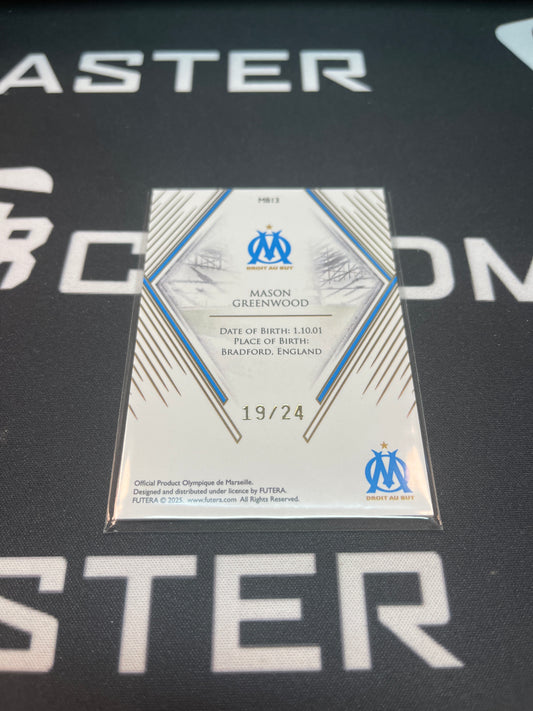 ASTER
C OM
MB13
DROIT AU BUT
MASON
GREENWOOD
DATE OF BIRTH: 1.10.01
PLACE OF BIRTH:
BRADFORD, ENGLAND
19/24
Official Product Olympique de Marseille.
Designed and distributed under licence by FUTERA.
FUTERA © 2025. www.futera.com All Rights Reserved.
DROIT AU BUT
ASTER C